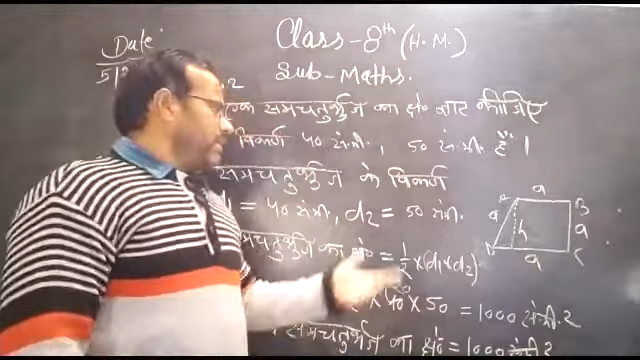 Date
Class-8th (H.M.)
5/
Sub-Maths.
एक समचतुर्भुज का क्षे० ज्ञात कीजिए
विकर्ण 40 सेमी, 50 सेमी. हैं।
समचतुर्भुज के विकर्ण
= 40 सेमी, d2 = 50 सेमी.
समचतुर्भुज का क्षे० = 1/2 x (d1 x d2)
x 40 x 50 = 1000 सेमी.2
समचतुर्भुज का क्षे० = 1000 सेमी.2
a
A
B
a
h
a
D
C
a